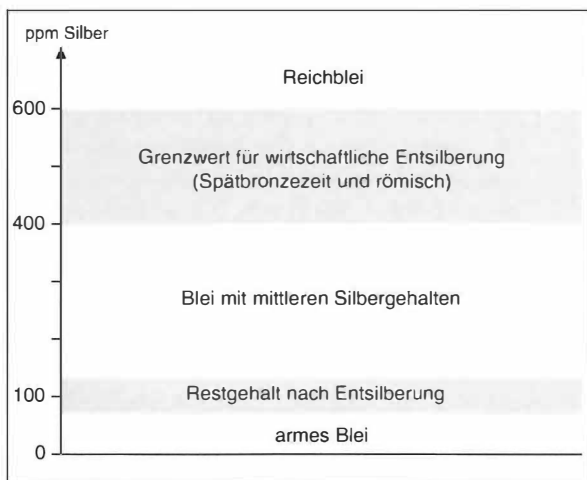 ppm Silber
Reichblei
600
Grenzwert für wirtschaftliche Entsilberung
(Spätbronzezeit und römisch)
400
Blei mit mittleren Silbergehalten
100
Restgehalt nach Entsilberung
armes Blei
0